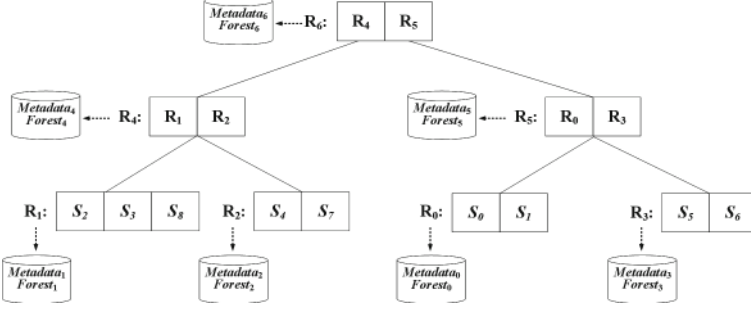 Metadata₆
Forest₆
R₆: R₄ R₅
Metadata₄
Forest₄
R₄: R₁ R₂
Metadata₅
Forest₅
R₅: R₀ R₃
R₁: S₂ S₃ S₈
R₂: S₄ S₇
R₀: S₀ S₁
R₃: S₅ S₆
Metadata₁
Forest₁
Metadata₂
Forest₂
Metadata₀
Forest₀
Metadata₃
Forest₃